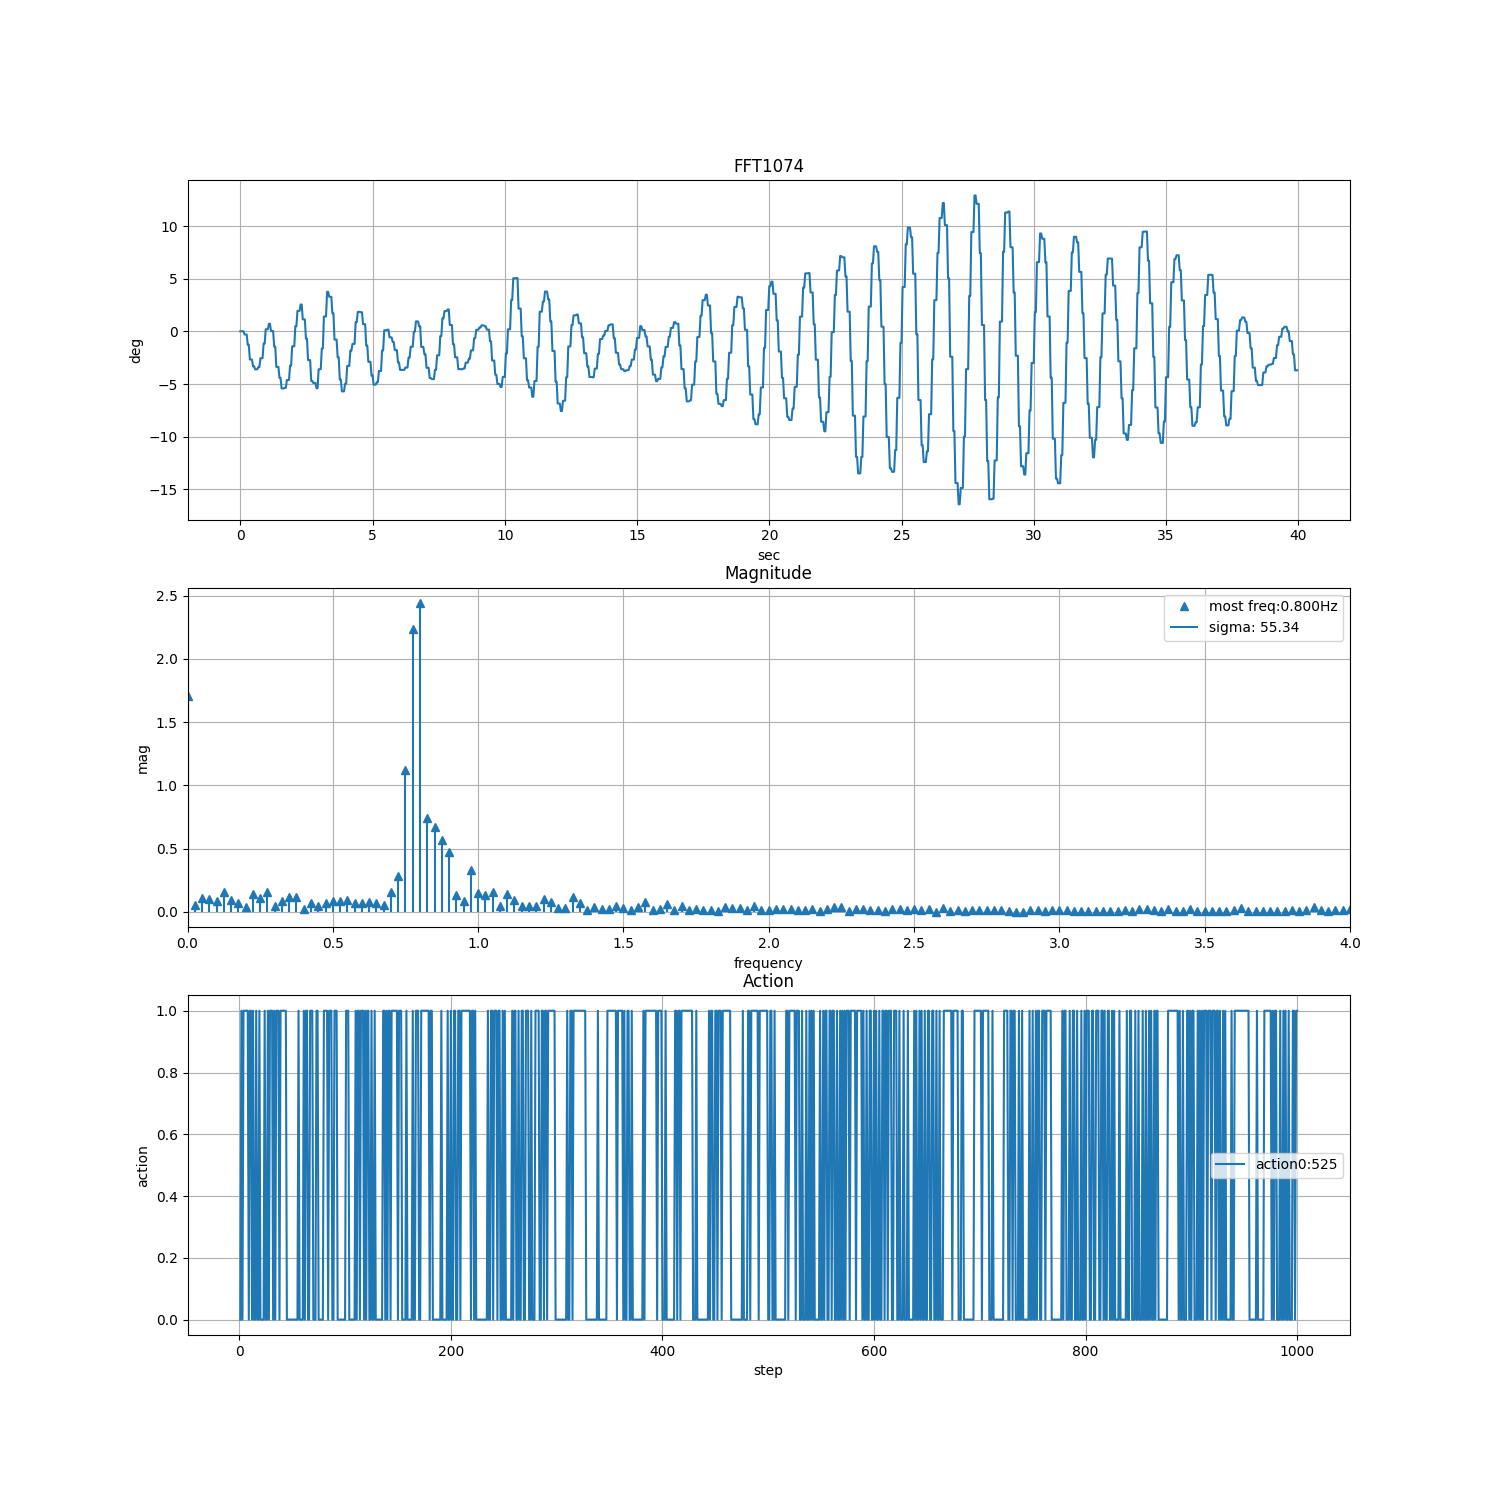 FFT1074
10
5
0
−5
−10
−15
deg
0 5 10 15 20 25 30 35 40
sec
Magnitude
2.5
2.0
1.5
1.0
0.5
0.0
mag
most freq:0.800Hz
sigma: 55.34
0.0 0.5 1.0 1.5 2.0 2.5 3.0 3.5 4.0
frequency
Action
1.0
0.8
0.6
0.4
0.2
0.0
action
action0:525
0 200 400 600 800 1000
step